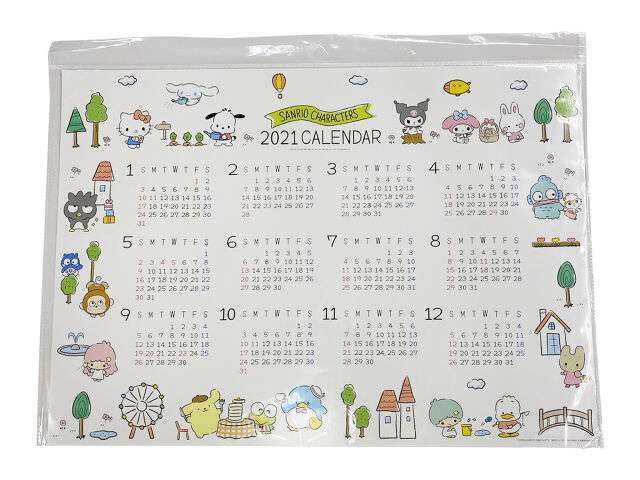 SANRIO CHARACTERS
2021 CALENDAR
1
S M T W T F S
1 2
3 4 5 6 7 8 9
10 11 12 13 14 15 16
17 18 19 20 21 22 23
24 25 26 27 28 29 30
31
2
S M T W T F S
1 2 3 4 5 6
7 8 9 10 11 12 13
14 15 16 17 18 19 20
21 22 23 24 25 26 27
28
3
S M T W T F S
1 2 3 4 5 6
7 8 9 10 11 12 13
14 15 16 17 18 19 20
21 22 23 24 25 26 27
28 29 30 31
4
S M T W T F S
1 2 3
4 5 6 7 8 9 10
11 12 13 14 15 16 17
18 19 20 21 22 23 24
25 26 27 28 29 30
5
S M T W T F S
1
2 3 4 5 6 7 8
9 10 11 12 13 14 15
16 17 18 19 20 21 22
23 24 25 26 27 28 29
30 31
6
S M T W T F S
1 2 3 4 5
6 7 8 9 10 11 12
13 14 15 16 17 18 19
20 21 22 23 24 25 26
27 28 29 30
7
S M T W T F S
1 2 3
4 5 6 7 8 9 10
11 12 13 14 15 16 17
18 19 20 21 22 23 24
25 26 27 28 29 30 31
8
S M T W T F S
1 2 3 4 5 6 7
8 9 10 11 12 13 14
15 16 17 18 19 20 21
22 23 24 25 26 27 28
29 30 31
9
S M T W T F S
1 2 3 4
5 6 7 8 9 10 11
12 13 14 15 16 17 18
19 20 21 22 23 24 25
26 27 28 29 30
10
S M T W T F S
1 2
3 4 5 6 7 8 9
10 11 12 13 14 15 16
17 18 19 20 21 22 23
24 25 26 27 28 29 30
31
11
S M T W T F S
1 2 3 4 5 6
7 8 9 10 11 12 13
14 15 16 17 18 19 20
21 22 23 24 25 26 27
28 29 30
12
S M T W T F S
1 2 3 4
5 6 7 8 9 10 11
12 13 14 15 16 17 18
19 20 21 22 23 24 25
26 27 28 29 30 31